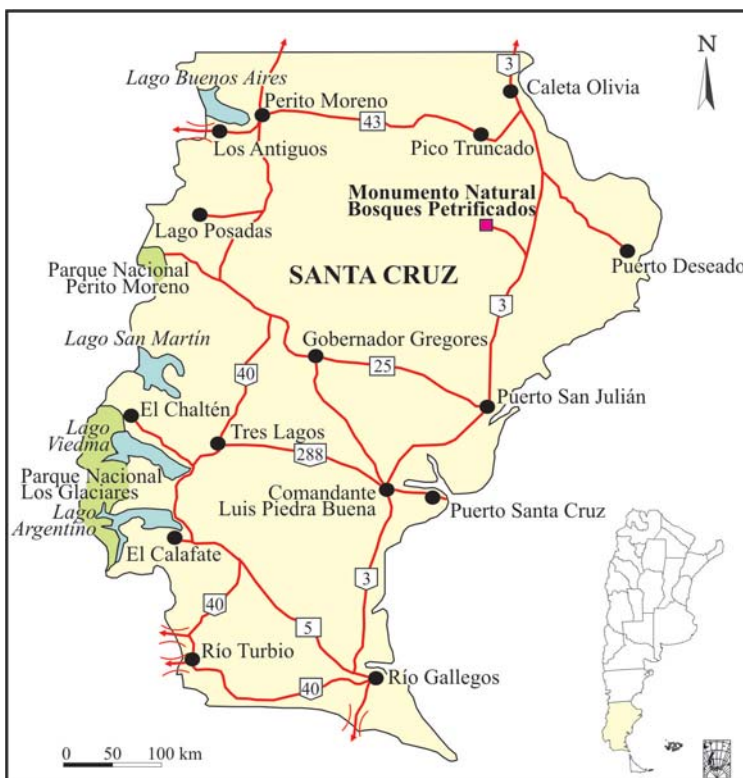 N
Lago Buenos Aires
3
Caleta Olivia
Perito Moreno
43
Los Antiguos
Pico Truncado
Monumento Natural
Bosques Petrificados
Lago Posadas
Puerto Deseado
Parque Nacional
Perito Moreno
SANTA CRUZ
3
Lago San Martín
Gobernador Gregores
40
25
Puerto San Julián
El Chaltén
Lago
Viedma
Tres Lagos
288
Parque Nacional
Los Glaciares
Comandante
Luis Piedra Buena
Puerto Santa Cruz
Lago
Argentino
El Calafate
3
40
5
Río Turbio
40
Río Gallegos
0 50 100 km